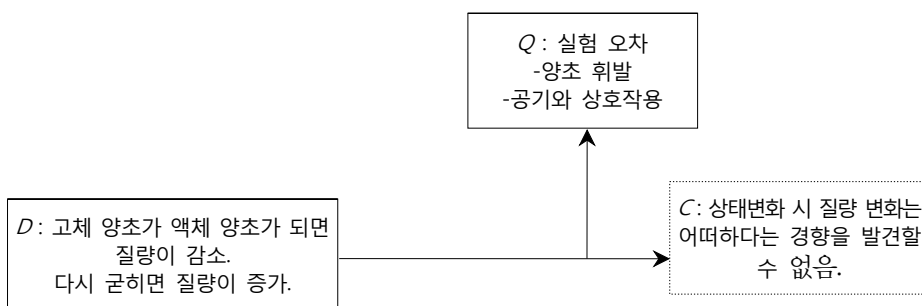 Q : 실험 오차
-양초 휘발
-공기와 상호작용
D : 고체 양초가 액체 양초가 되면
질량이 감소.
다시 굳히면 질량이 증가.
C : 상태변화 시 질량 변화는
어떠하다는 경향을 발견할
수 없음.